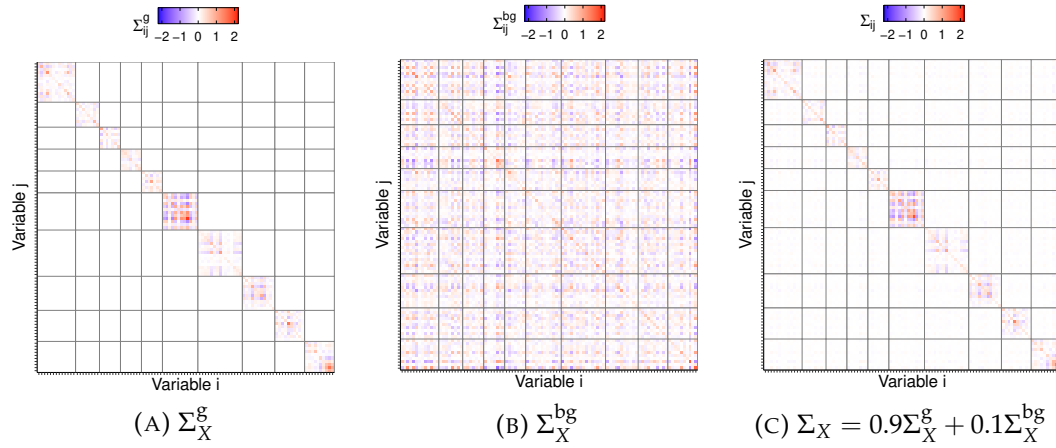 Σ^g_ij -2 -1 0 1 2
Σ^bg_ij -2 -1 0 1 2
Σ_ij -2 -1 0 1 2
Variable j
Variable i
Variable j
Variable i
Variable j
Variable i
(A) Σ^g_X
(B) Σ^bg_X
(C) Σ_X = 0.9Σ^g_X + 0.1Σ^bg_X